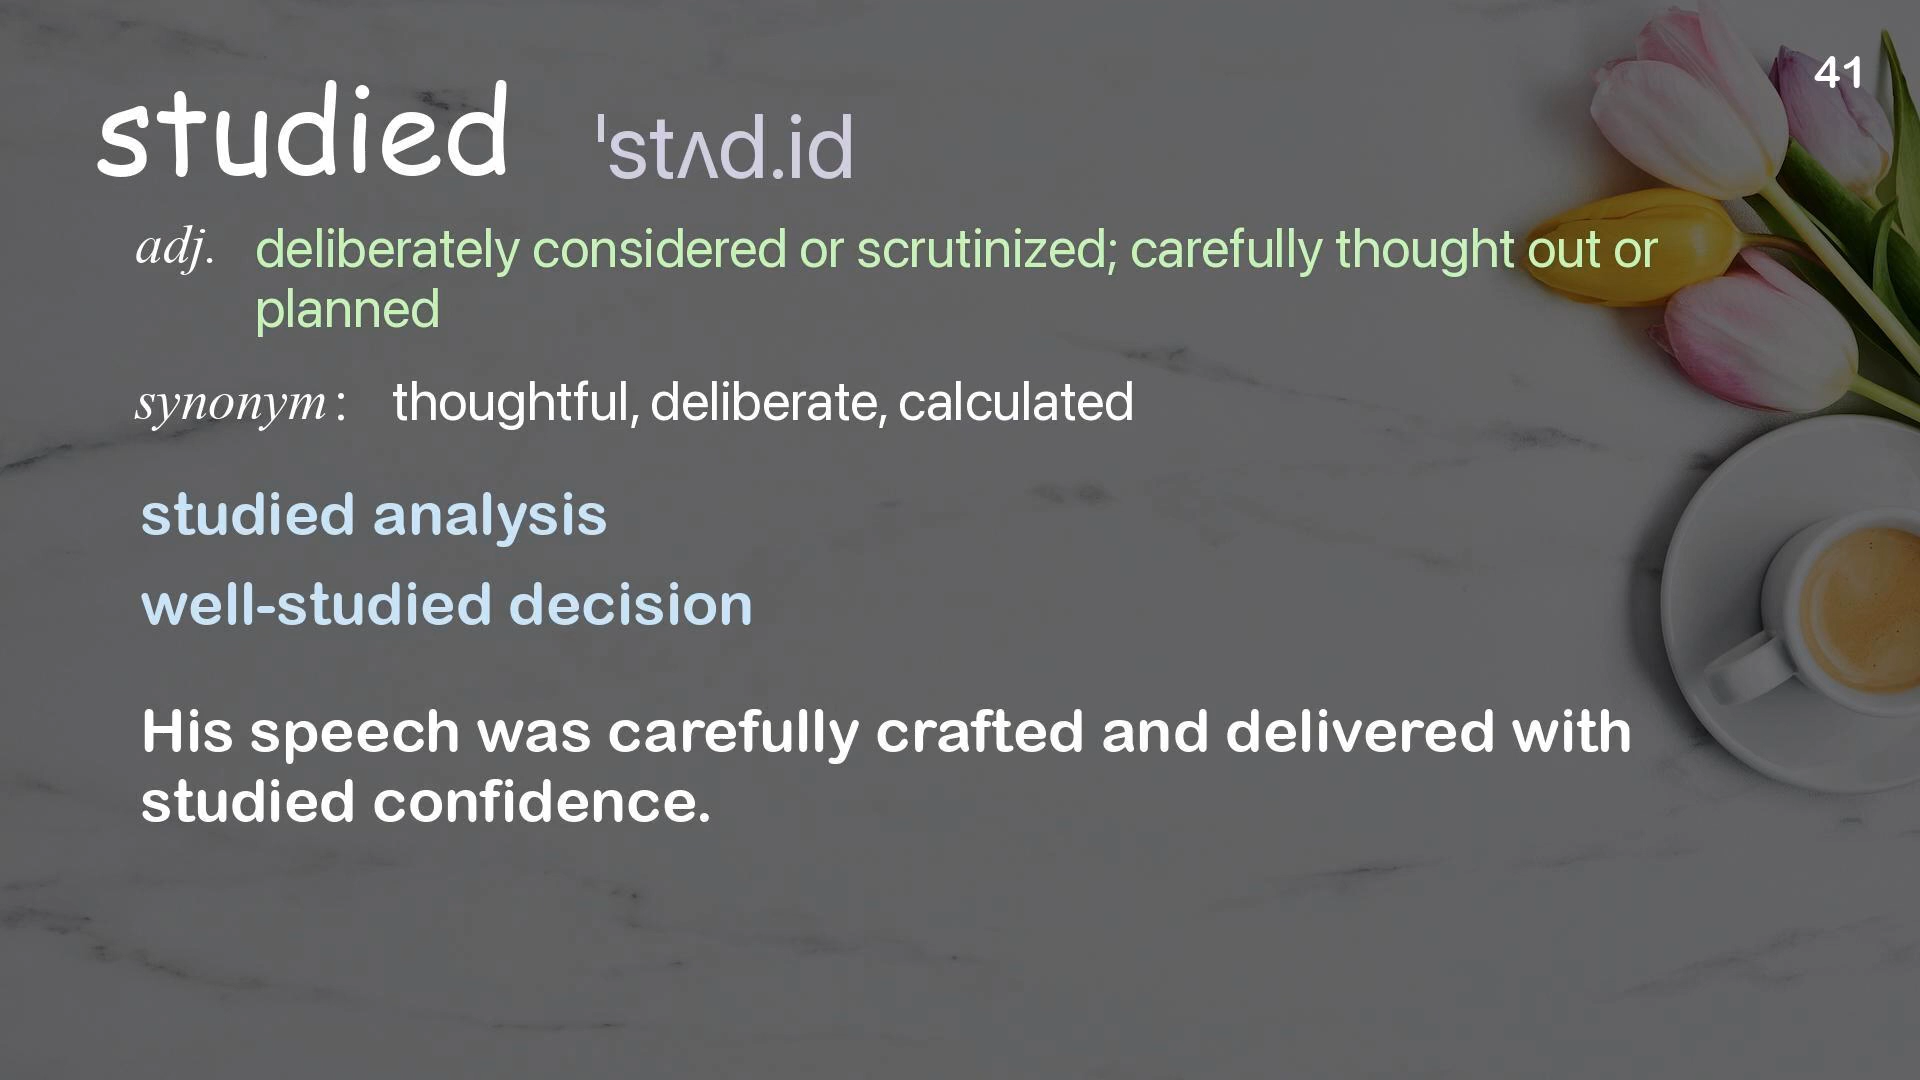 41
studied ˈstʌd.id
adj. deliberately considered or scrutinized; carefully thought out or
planned
synonym: thoughtful, deliberate, calculated
studied analysis
well-studied decision
His speech was carefully crafted and delivered with
studied confidence.